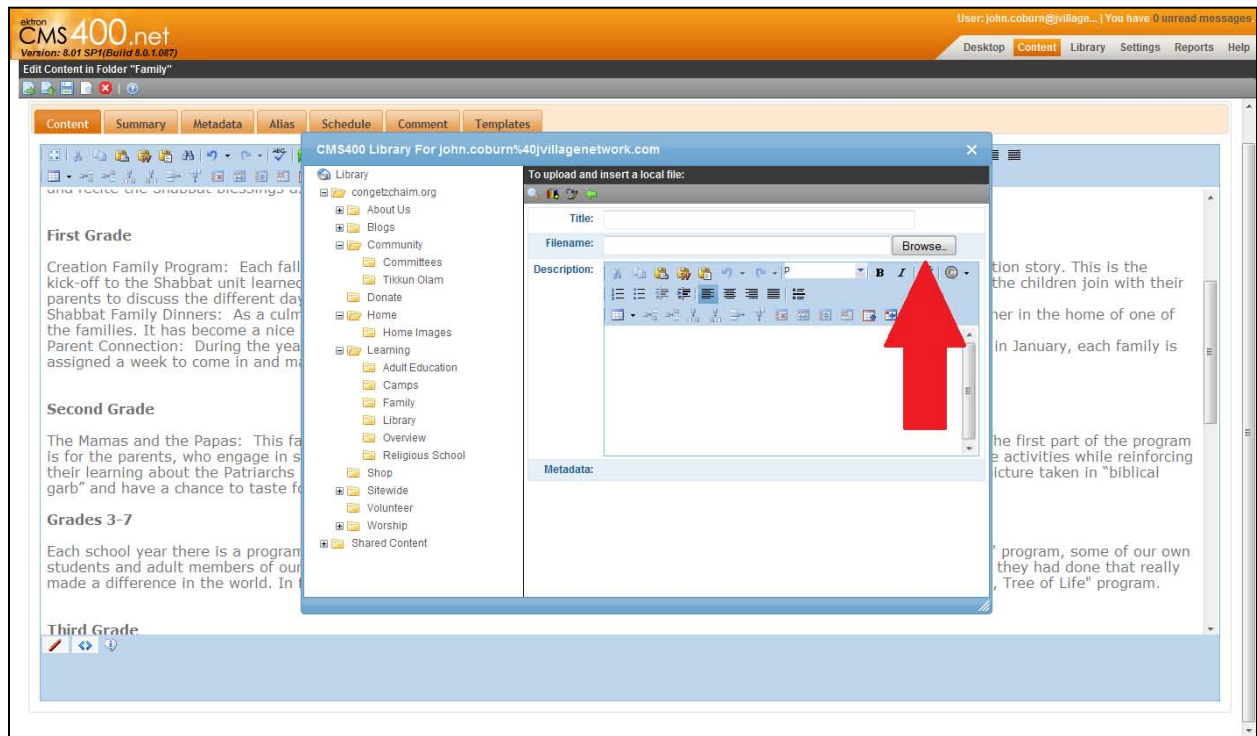 ektron
CMS400.net
Version: 8.01 SP1(Build 8.0.1.087)
User: john.coburn@jvillage... | You have 0 unread messages
Desktop Content Library Settings Reports Help
Edit Content in Folder "Family"
Content Summary Metadata Alias Schedule Comment Templates
CMS400 Library For john.coburn%40jvillagenetwork.com
Library
congetzchaim.org
About Us
Blogs
Community
Committees
Tikkun Olam
Donate
Home
Home Images
Learning
Adult Education
Camps
Family
Library
Overview
Religious School
Shop
Sitewide
Volunteer
Worship
Shared Content
To upload and insert a local file:
Title:
Filename:
Browse..
Description:
P
B I
Metadata:
and recite the Shabbat blessings
First Grade
Creation Family Program: Each fall
tion story. This is the
kick-off to the Shabbat unit learned
the children join with their
parents to discuss the different day
Shabbat Family Dinners: As a culm
ner in the home of one of
the families. It has become a nice
Parent Connection: During the yea
in January, each family is
assigned a week to come in and ma
Second Grade
The Mamas and the Papas: This fa
he first part of the program
is for the parents, who engage in s
e activities while reinforcing
their learning about the Patriarchs
icture taken in "biblical
garb" and have a chance to taste fo
Grades 3-7
Each school year there is a program
" program, some of our own
students and adult members of our
they had done that really
made a difference in the world. In f
, Tree of Life" program.
Third Grade